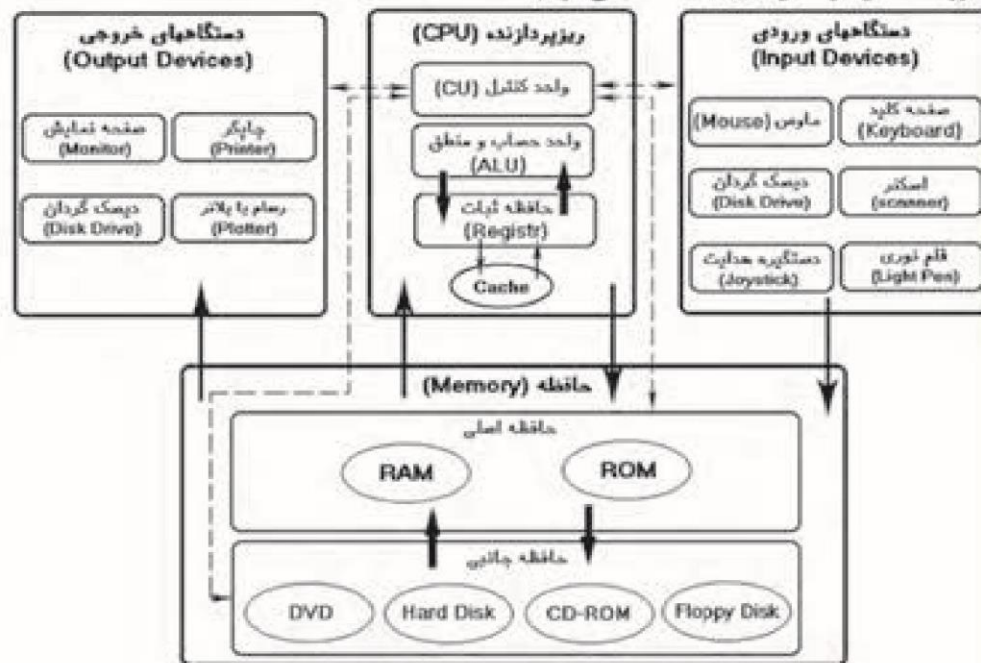 دستگاههای ورودی
(Input Devices)
صفحه کلید
(Keyboard)
ماوس (Mouse)
اسکنر
(scanner)
دیسک گردان
(Disk Drive)
قلم نوری
(Light Pen)
دستگیره هدایت
(Joystick)
ریزپردازنده (CPU)
واحد کنترل (CU)
واحد حساب و منطق
(ALU)
حافظه ثبات
(Registr)
Cache
دستگاههای خروجی
(Output Devices)
چاپگر
(Printer)
صفحه نمایش
(Monitor)
رسام یا پلاتر
(Plotter)
دیسک گردان
(Disk Drive)
حافظه (Memory)
حافظه اصلی
RAM
ROM
حافظه جانبی
DVD
Hard Disk
CD-ROM
Floppy Disk